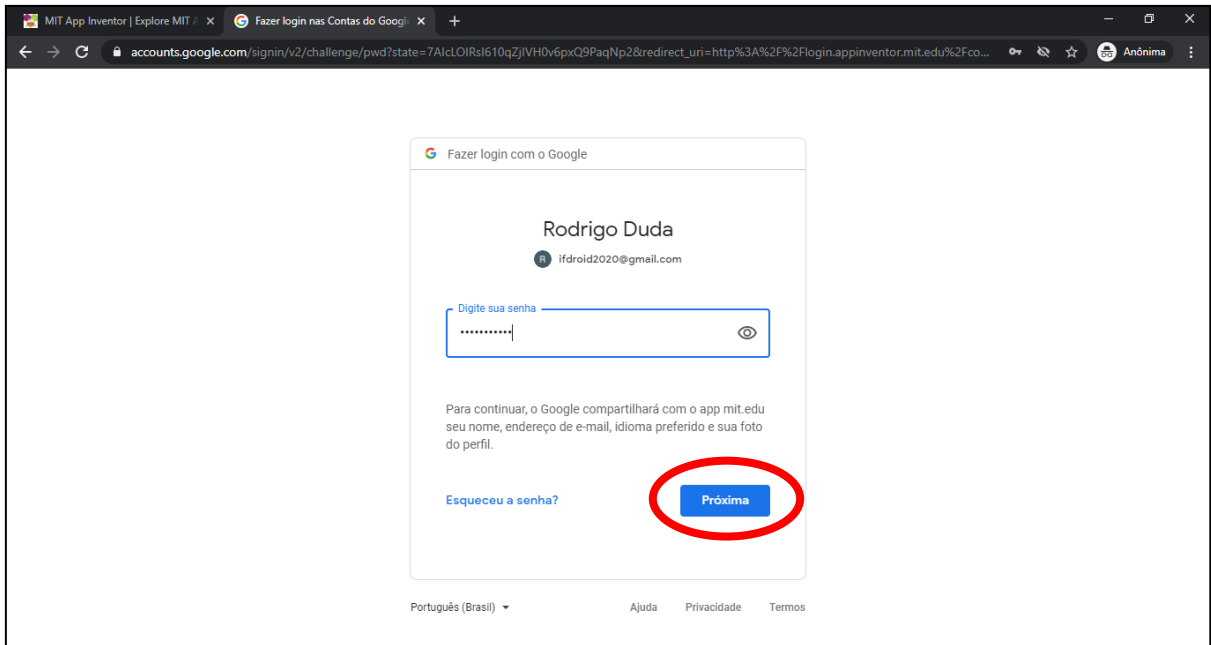 MIT App Inventor | Explore MIT A
Fazer login nas Contas do Googl
accounts.google.com/signin/v2/challenge/pwd?state=7AIcLOIRsI610qZjIVH0v6pxQ9PaqNp2&redirect_uri=http%3A%2F%2Flogin.appinventor.mit.edu%2Fco...
Anônima
G Fazer login com o Google
Rodrigo Duda
R ifdroid2020@gmail.com
Digite sua senha
•••••••••••
Para continuar, o Google compartilhará com o app mit.edu
seu nome, endereço de e-mail, idioma preferido e sua foto
do perfil.
Esqueceu a senha? Próxima
Português (Brasil) Ajuda Privacidade Termos